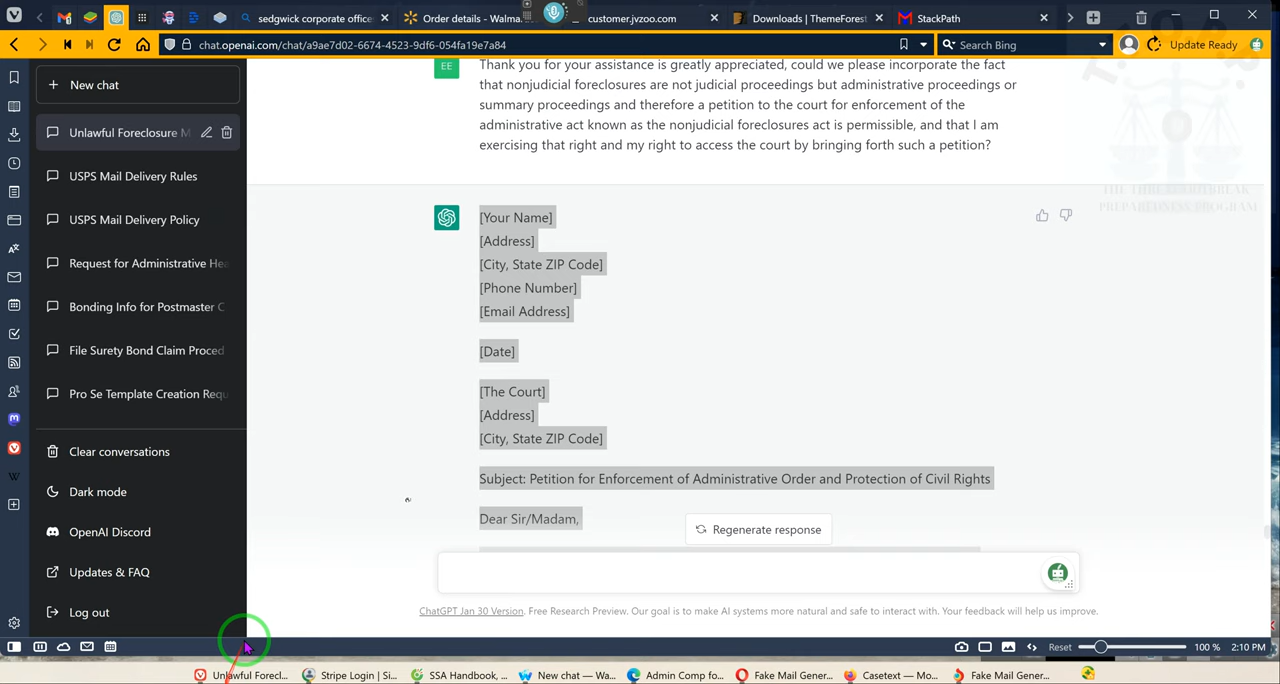 sedgwick corporate office
Order details - Walma
customer.jvzoo.com
Downloads | ThemeForest
StackPath
chat.openai.com/chat/a9ae7d02-6674-4523-9df6-054fa19e7a84
Search Bing
Update Ready
New chat
Unlawful Foreclosure M
USPS Mail Delivery Rules
USPS Mail Delivery Policy
Request for Administrative Hea
Bonding Info for Postmaster C
File Surety Bond Claim Proced
Pro Se Template Creation Requ
Clear conversations
Dark mode
OpenAI Discord
Updates & FAQ
Log out
EE
Thank you for your assistance is greatly appreciated, could we please incorporate the fact
that nonjudicial foreclosures are not judicial proceedings but administrative proceedings or
summary proceedings and therefore a petition to the court for enforcement of the
administrative act known as the nonjudicial foreclosures act is permissible, and that I am
exercising that right and my right to access the court by bringing forth such a petition?
[Your Name]
[Address]
[City, State ZIP Code]
[Phone Number]
[Email Address]
[Date]
[The Court]
[Address]
[City, State ZIP Code]
Subject: Petition for Enforcement of Administrative Order and Protection of Civil Rights
Dear Sir/Madam,
Regenerate response
ChatGPT Jan 30 Version. Free Research Preview. Our goal is to make AI systems more natural and safe to interact with. Your feedback will help us improve.
PREPAREDNESS PROGRAM
Reset
100 %
2:10 PM
Unlawful Forecl...
Stripe Login | Si...
SSA Handbook, ...
New chat — Wa...
Admin Comp fo...
Fake Mail Gener...
Casetext — Mo...
Fake Mail Gener...